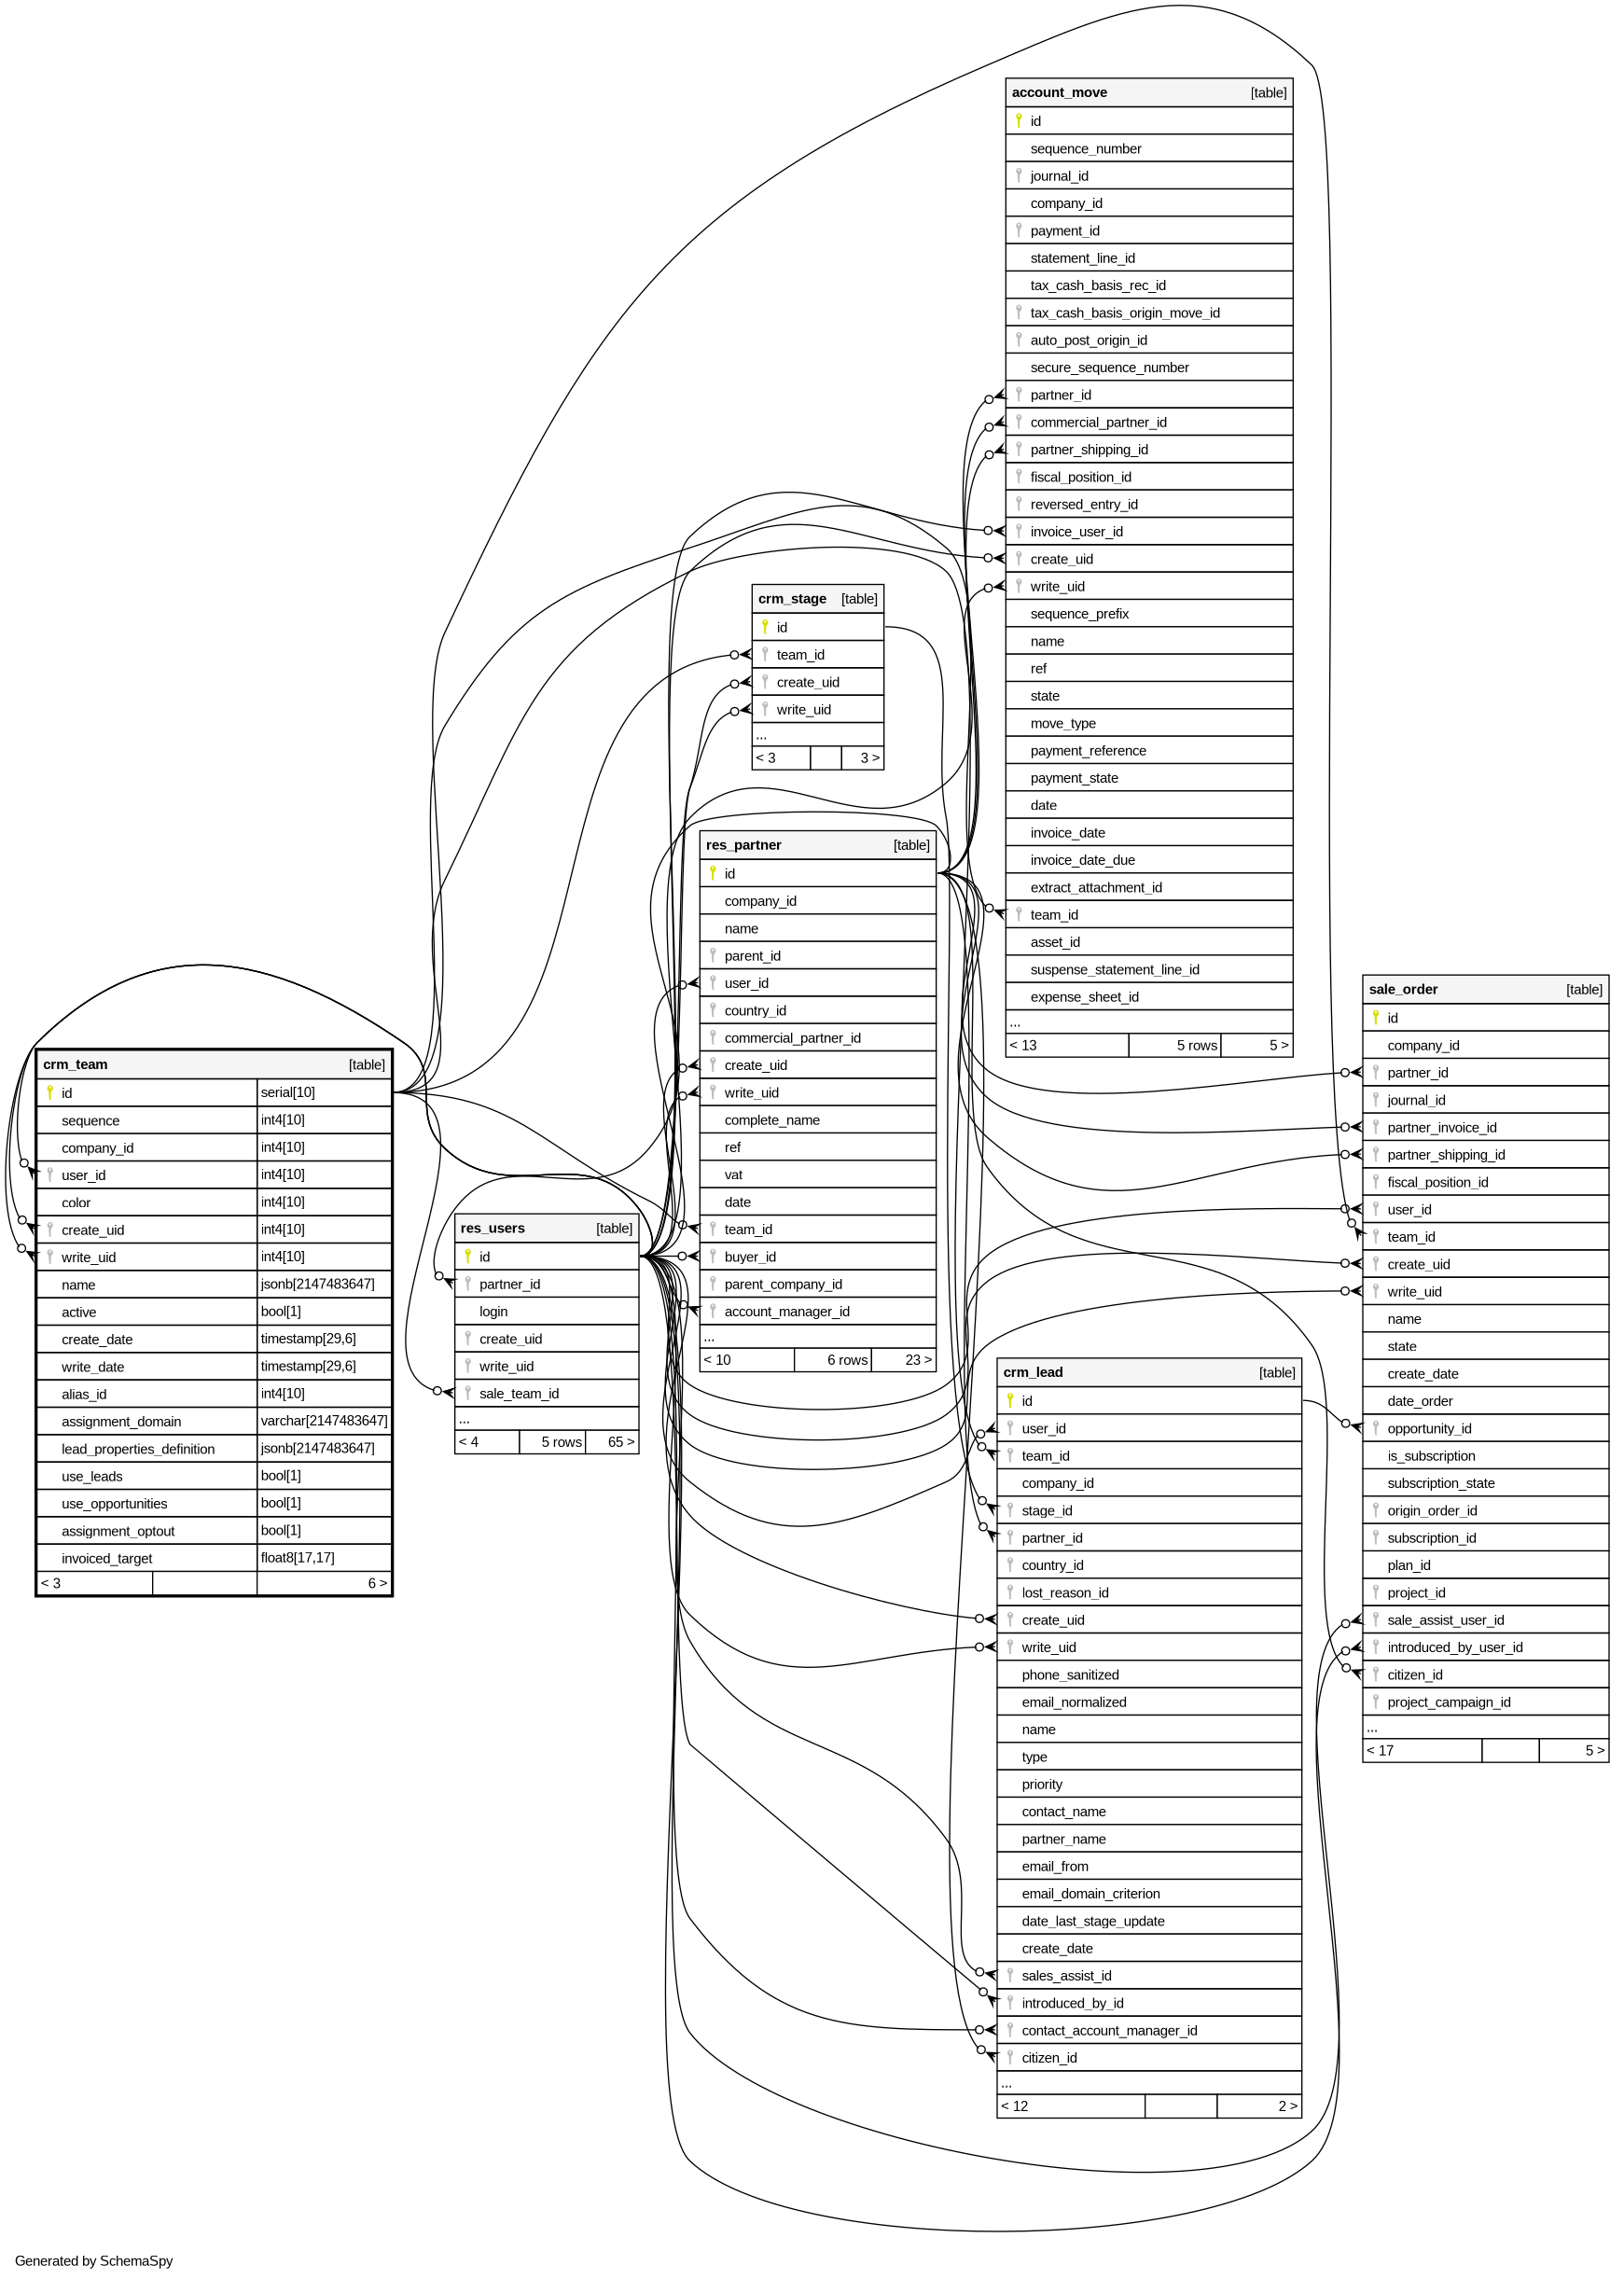 account_move [table]
id
sequence_number
journal_id
company_id
payment_id
statement_line_id
tax_cash_basis_rec_id
tax_cash_basis_origin_move_id
auto_post_origin_id
secure_sequence_number
partner_id
commercial_partner_id
partner_shipping_id
fiscal_position_id
reversed_entry_id
invoice_user_id
create_uid
write_uid
sequence_prefix
name
ref
state
move_type
payment_reference
payment_state
date
invoice_date
invoice_date_due
extract_attachment_id
team_id
asset_id
suspense_statement_line_id
expense_sheet_id
...
< 13 5 rows 5 >
crm_stage [table]
id
team_id
create_uid
write_uid
...
< 3 3 >
res_partner [table]
id
company_id
name
parent_id
user_id
country_id
commercial_partner_id
create_uid
write_uid
complete_name
ref
vat
date
team_id
buyer_id
parent_company_id
account_manager_id
...
< 10 6 rows 23 >
sale_order [table]
id
company_id
partner_id
journal_id
partner_invoice_id
partner_shipping_id
fiscal_position_id
user_id
team_id
create_uid
write_uid
name
state
create_date
date_order
opportunity_id
is_subscription
subscription_state
origin_order_id
subscription_id
plan_id
project_id
sale_assist_user_id
introduced_by_user_id
citizen_id
project_campaign_id
...
< 17 5 >
crm_team [table]
id serial[10]
sequence int4[10]
company_id int4[10]
user_id int4[10]
color int4[10]
create_uid int4[10]
write_uid int4[10]
name jsonb[2147483647]
active bool[1]
create_date timestamp[29,6]
write_date timestamp[29,6]
alias_id int4[10]
assignment_domain varchar[2147483647]
lead_properties_definition jsonb[2147483647]
use_leads bool[1]
use_opportunities bool[1]
assignment_optout bool[1]
invoiced_target float8[17,17]
< 3 6 >
res_users [table]
id
partner_id
login
create_uid
write_uid
sale_team_id
...
< 4 5 rows 65 >
crm_lead [table]
id
user_id
team_id
company_id
stage_id
partner_id
country_id
lost_reason_id
create_uid
write_uid
phone_sanitized
email_normalized
name
type
priority
contact_name
partner_name
email_from
email_domain_criterion
date_last_stage_update
create_date
sales_assist_id
introduced_by_id
contact_account_manager_id
citizen_id
...
< 12 2 >
Generated by SchemaSpy